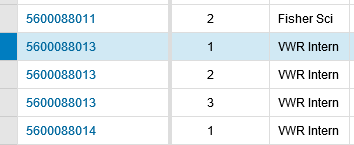 5600088011 2 Fisher Sci
5600088013 1 VWR Intern
5600088013 2 VWR Intern
5600088013 3 VWR Intern
5600088014 1 VWR Intern